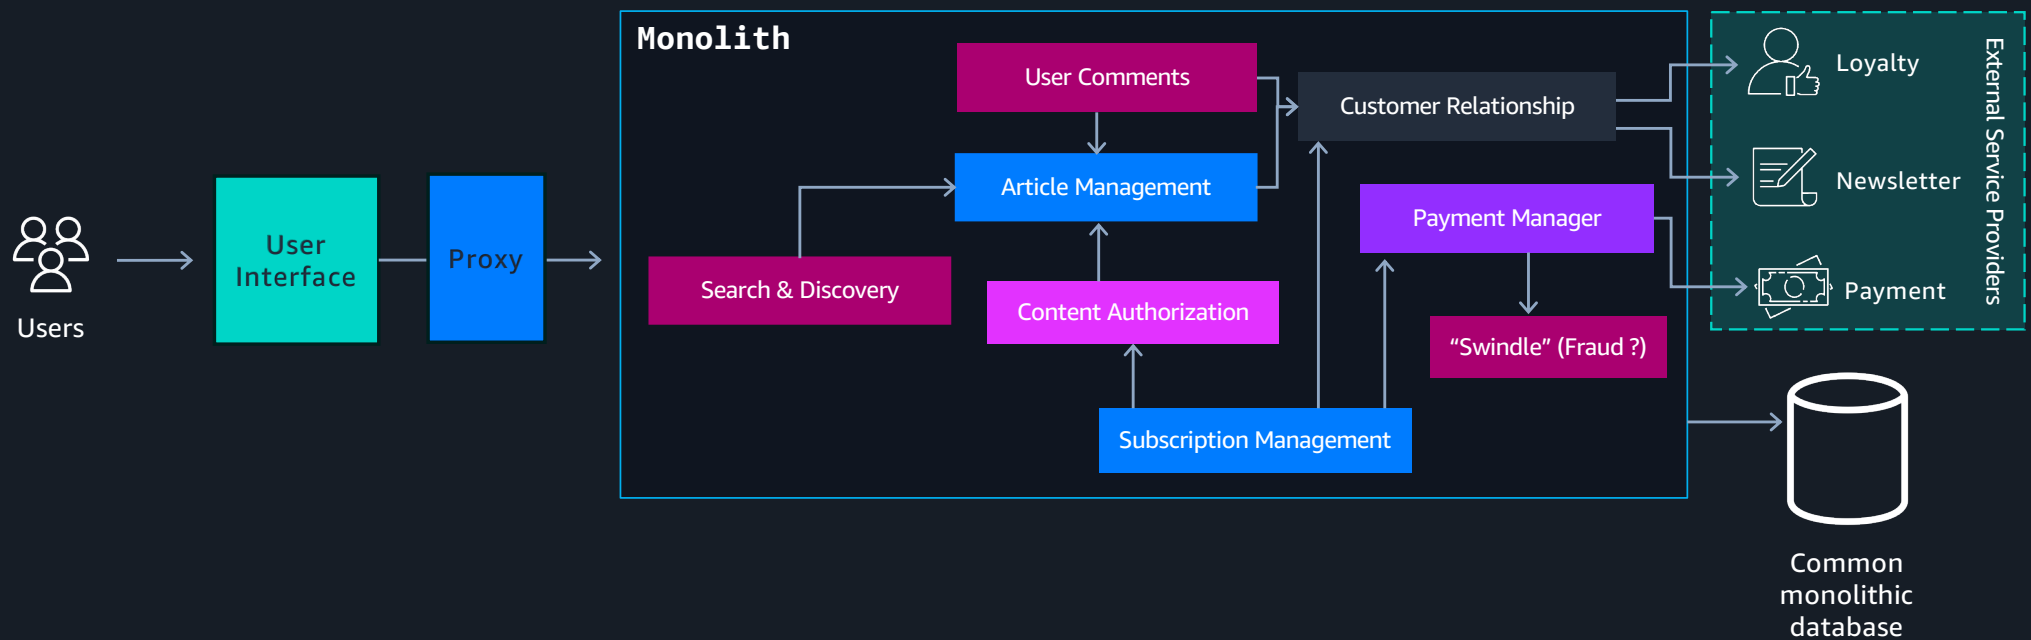 Monolith
User Comments
Customer Relationship
Article Management
Payment Manager
Search & Discovery
Content Authorization
“Swindle” (Fraud ?)
Subscription Management
Users
User
Interface
Proxy
Loyalty
Newsletter
Payment
External Service Providers
Common
monolithic
database